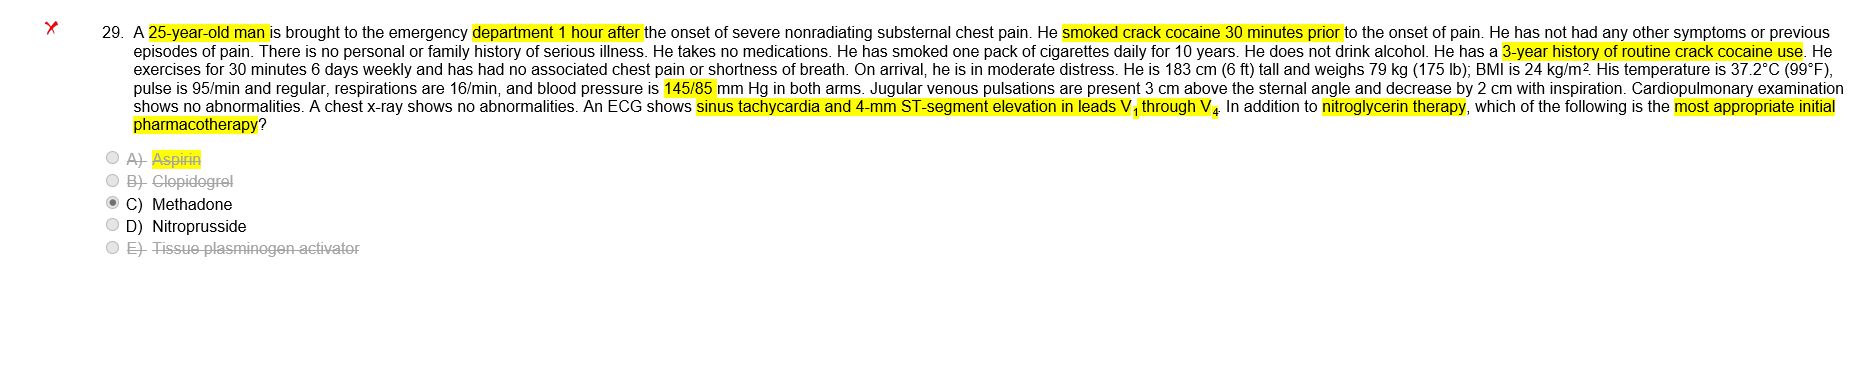 29. A 25-year-old man is brought to the emergency department 1 hour after the onset of severe nonradiating substernal chest pain. He smoked crack cocaine 30 minutes prior to the onset of pain. He has not had any other symptoms or previous
episodes of pain. There is no personal or family history of serious illness. He takes no medications. He has smoked one pack of cigarettes daily for 10 years. He does not drink alcohol. He has a 3-year history of routine crack cocaine use. He
exercises for 30 minutes 6 days weekly and has had no associated chest pain or shortness of breath. On arrival, he is in moderate distress. He is 183 cm (6 ft) tall and weighs 79 kg (175 lb); BMI is 24 kg/m². His temperature is 37.2°C (99°F),
pulse is 95/min and regular, respirations are 16/min, and blood pressure is 145/85 mm Hg in both arms. Jugular venous pulsations are present 3 cm above the sternal angle and decrease by 2 cm with inspiration. Cardiopulmonary examination
shows no abnormalities. A chest x-ray shows no abnormalities. An ECG shows sinus tachycardia and 4-mm ST-segment elevation in leads V₁ through V₄. In addition to nitroglycerin therapy, which of the following is the most appropriate initial
pharmacotherapy?
A) Aspirin
B) Clopidogrel
C) Methadone
D) Nitroprusside
E) Tissue plasminogen activator